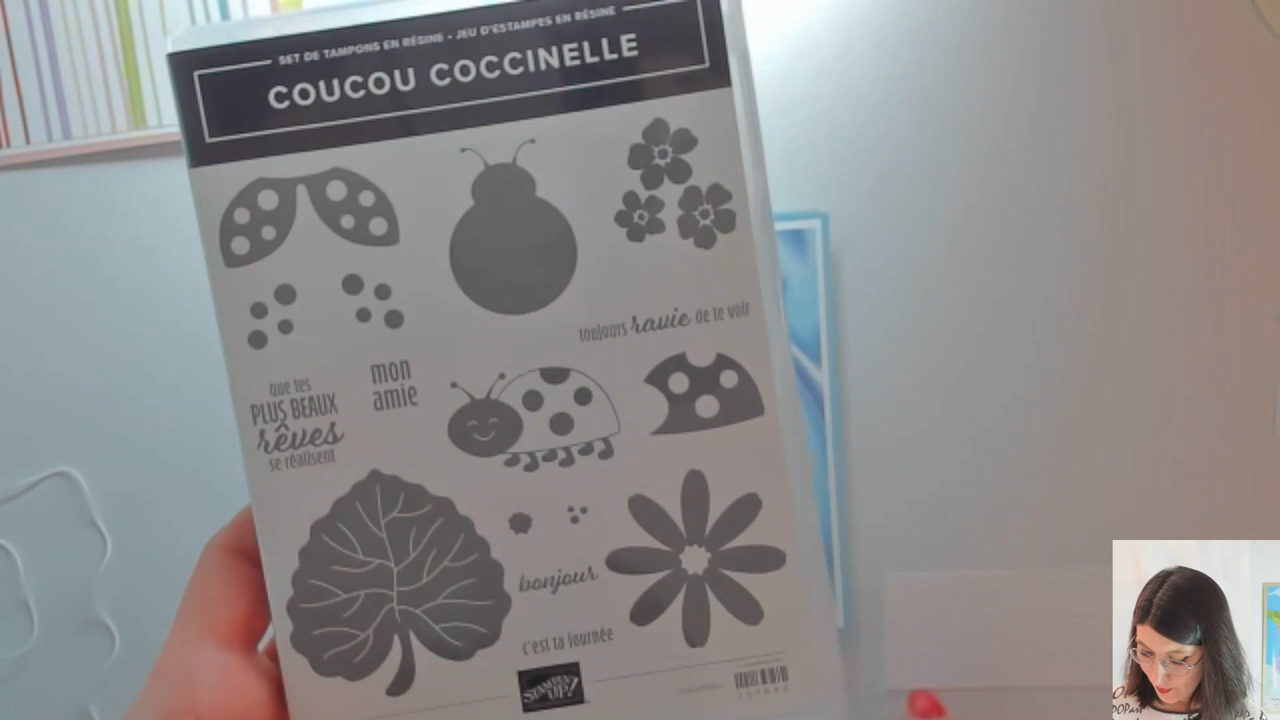 SET DE TAMPONS EN RÉSINE • JEU D'ESTAMPES EN RÉSINE
COUCOU COCCINELLE
toujours ravie de te voir
que tes
PLUS BEAUX
rêves
se réalisent
mon
amie
bonjour
c'est ta journée
STAMPIN' UP!